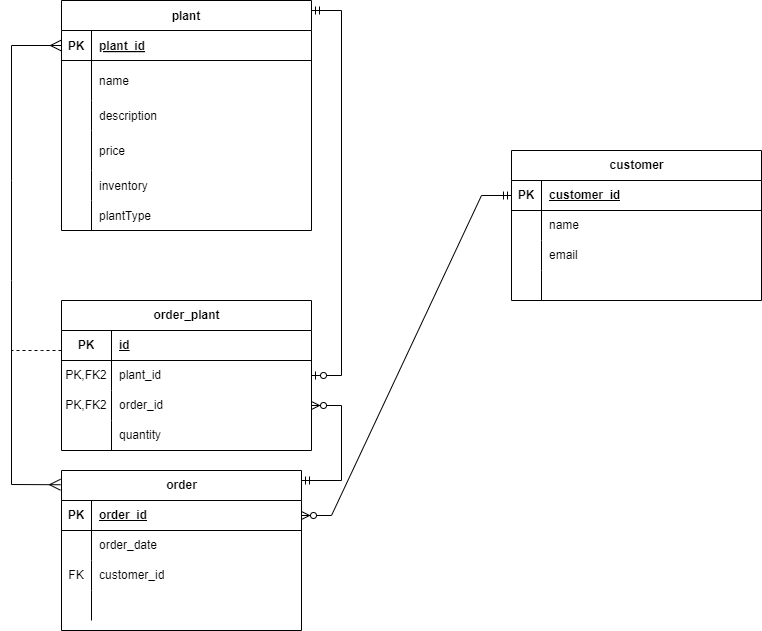 plant
PK plant_id
name
description
price
inventory
plantType
customer
PK customer_id
name
email
order_plant
PK id
PK,FK2 plant_id
PK,FK2 order_id
quantity
order
PK order_id
order_date
FK customer_id